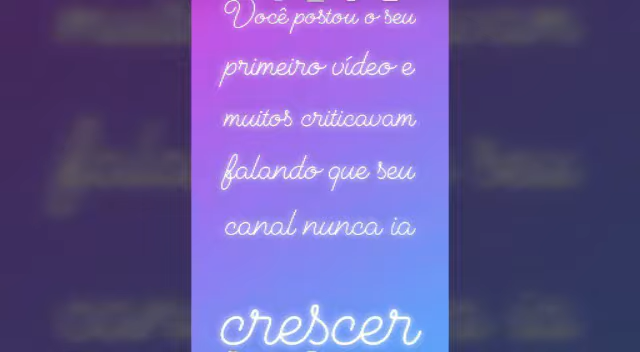 Você postou o seu
primeiro vídeo e
muitos criticavam
falando que seu
canal nunca ia
crescer